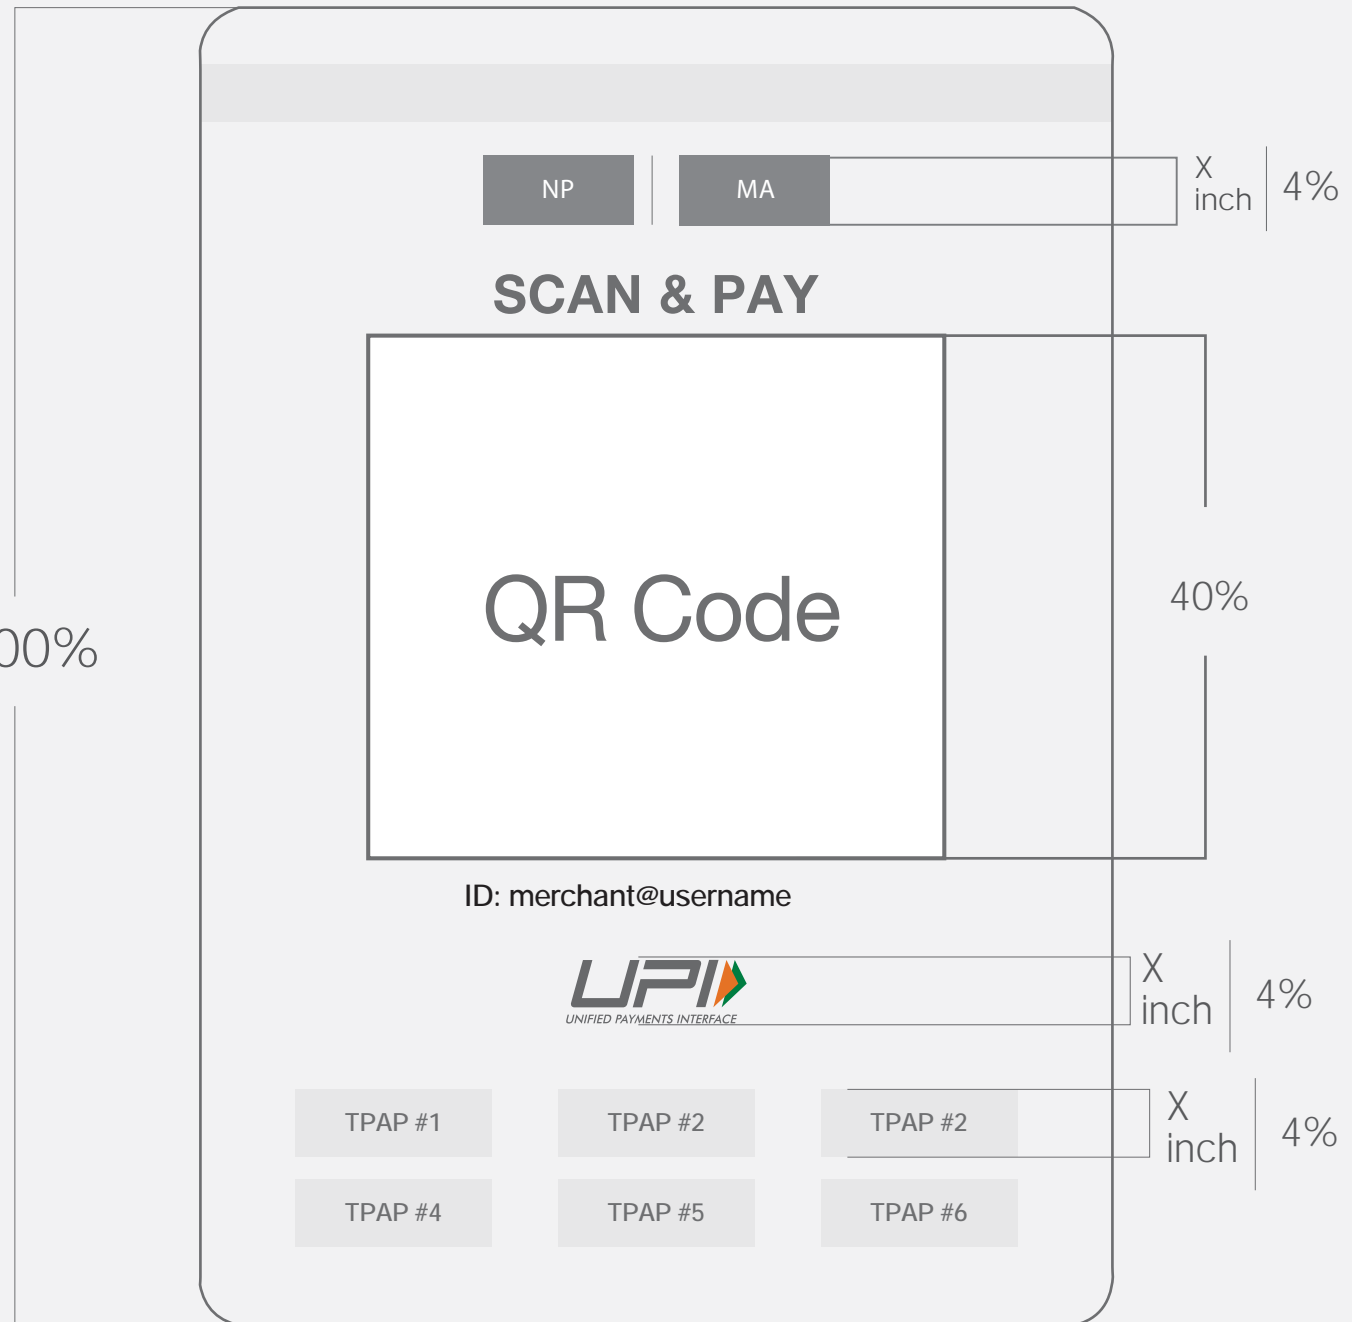 NP
MA
X
inch
4%
SCAN & PAY
QR Code
40%
00%
ID: merchant@username
UPI
UNIFIED PAYMENTS INTERFACE
X
inch
4%
TPAP #1
TPAP #2
TPAP #2
X
inch
4%
TPAP #4
TPAP #5
TPAP #6